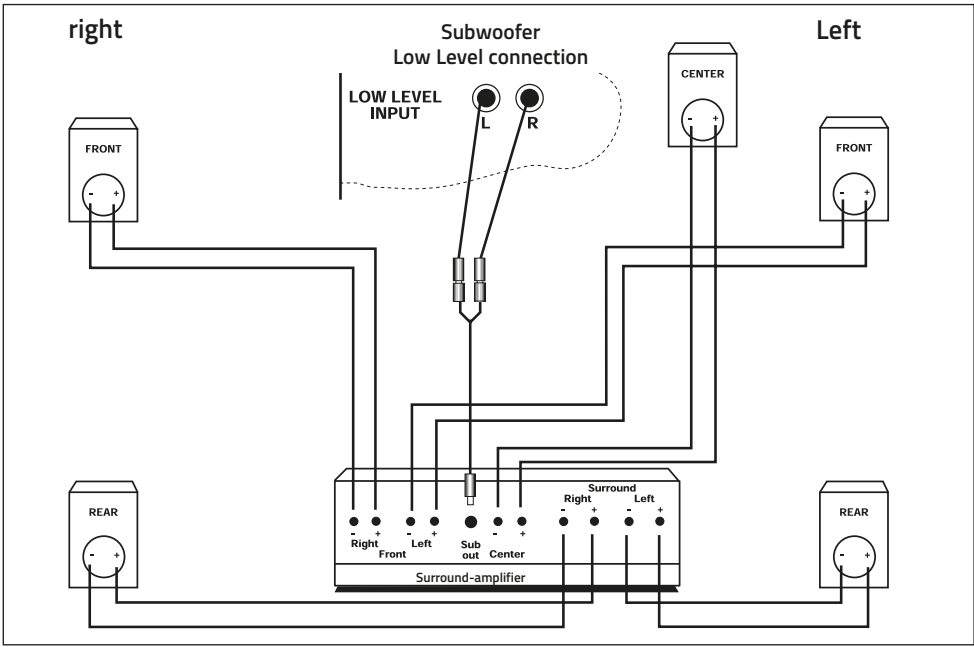 right
Subwoofer
Low Level connection
Left
LOW LEVEL
INPUT
L R
CENTER
- +
FRONT
- +
FRONT
- +
REAR
- +
REAR
- +
Surround
Right Left
- + - +
- + - + - +
Right Left
Front
Sub
out
Center
Surround-amplifier